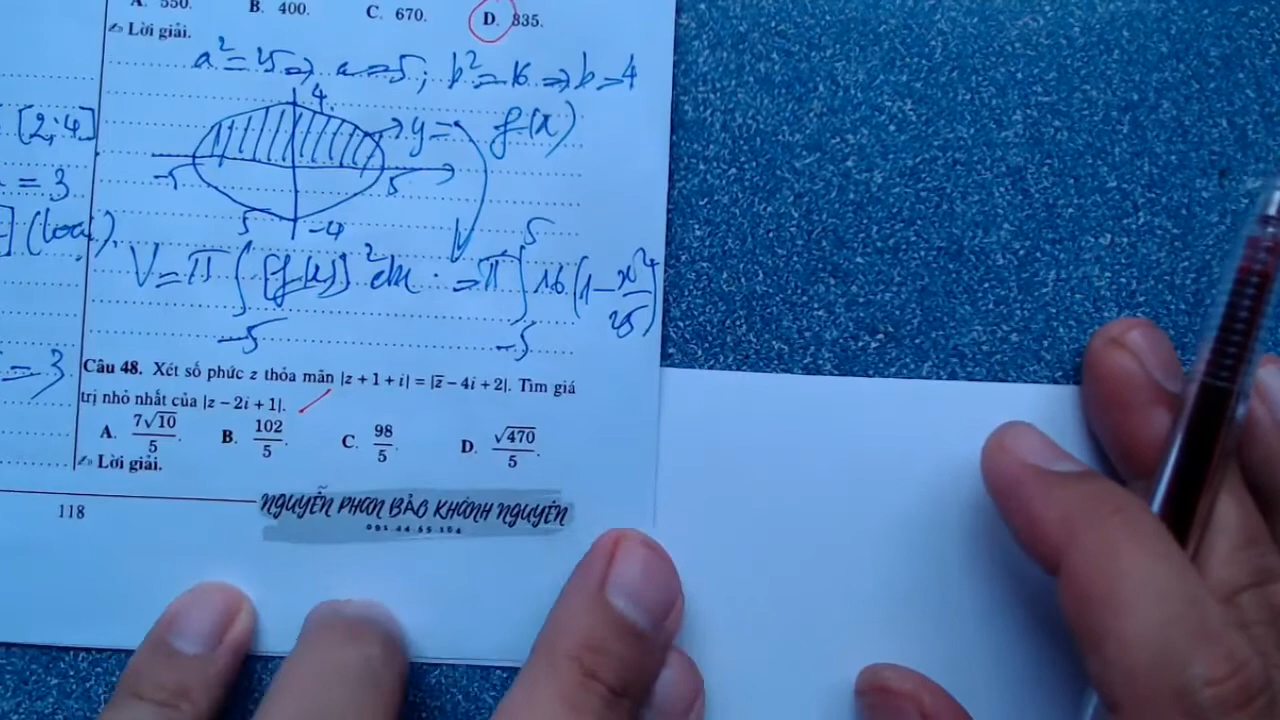 A. 550. B. 400. C. 670. D. 835.
Lời giải.
a² = 25 => a = 5; b² = 16 => b = 4
[2;4]
= 3
(loại).
= 3
4
y = f(x)
-5 5
-4
V = π ∫ [f(x)]² dx = π ∫ 16 (1 - x²/25)
5 5
-5 -5
Câu 48. Xét số phức z thỏa mãn |z + 1 + i| = |z̅ − 4i + 2|. Tìm giá
trị nhỏ nhất của |z − 2i + 1|.
A. 7√10/5. B. 102/5. C. 98/5. D. √470/5.
Lời giải.
118
NGUYỄN PHAN BẢO KHÁNH NGUYÊN